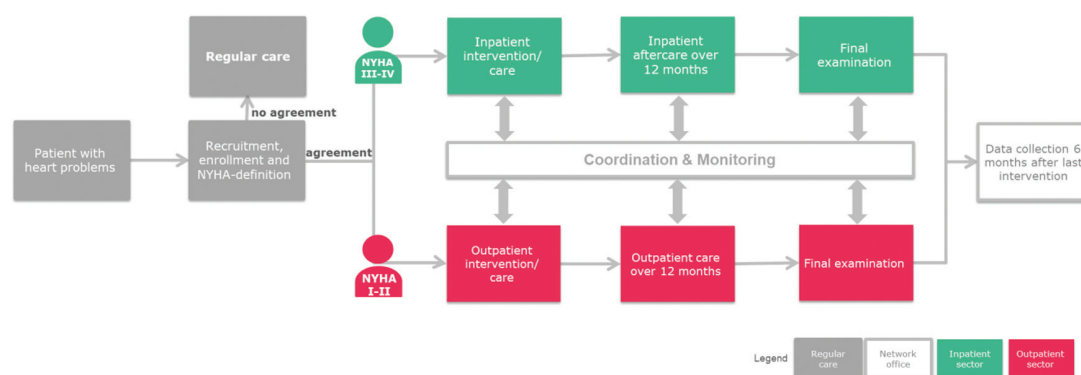 Regular care
no agreement
Patient with
heart problems
Recruitment,
enrollment and
NYHA-definition
agreement
NYHA
III-IV
Inpatient
intervention/
care
Inpatient
aftercare over
12 months
Final
examination
Coordination & Monitoring
NYHA
I-II
Outpatient
intervention/
care
Outpatient care
over 12 months
Final examination
Data collection 6
months after last
intervention
Legend
Regular
care
Network
office
Inpatient
sector
Outpatient
sector